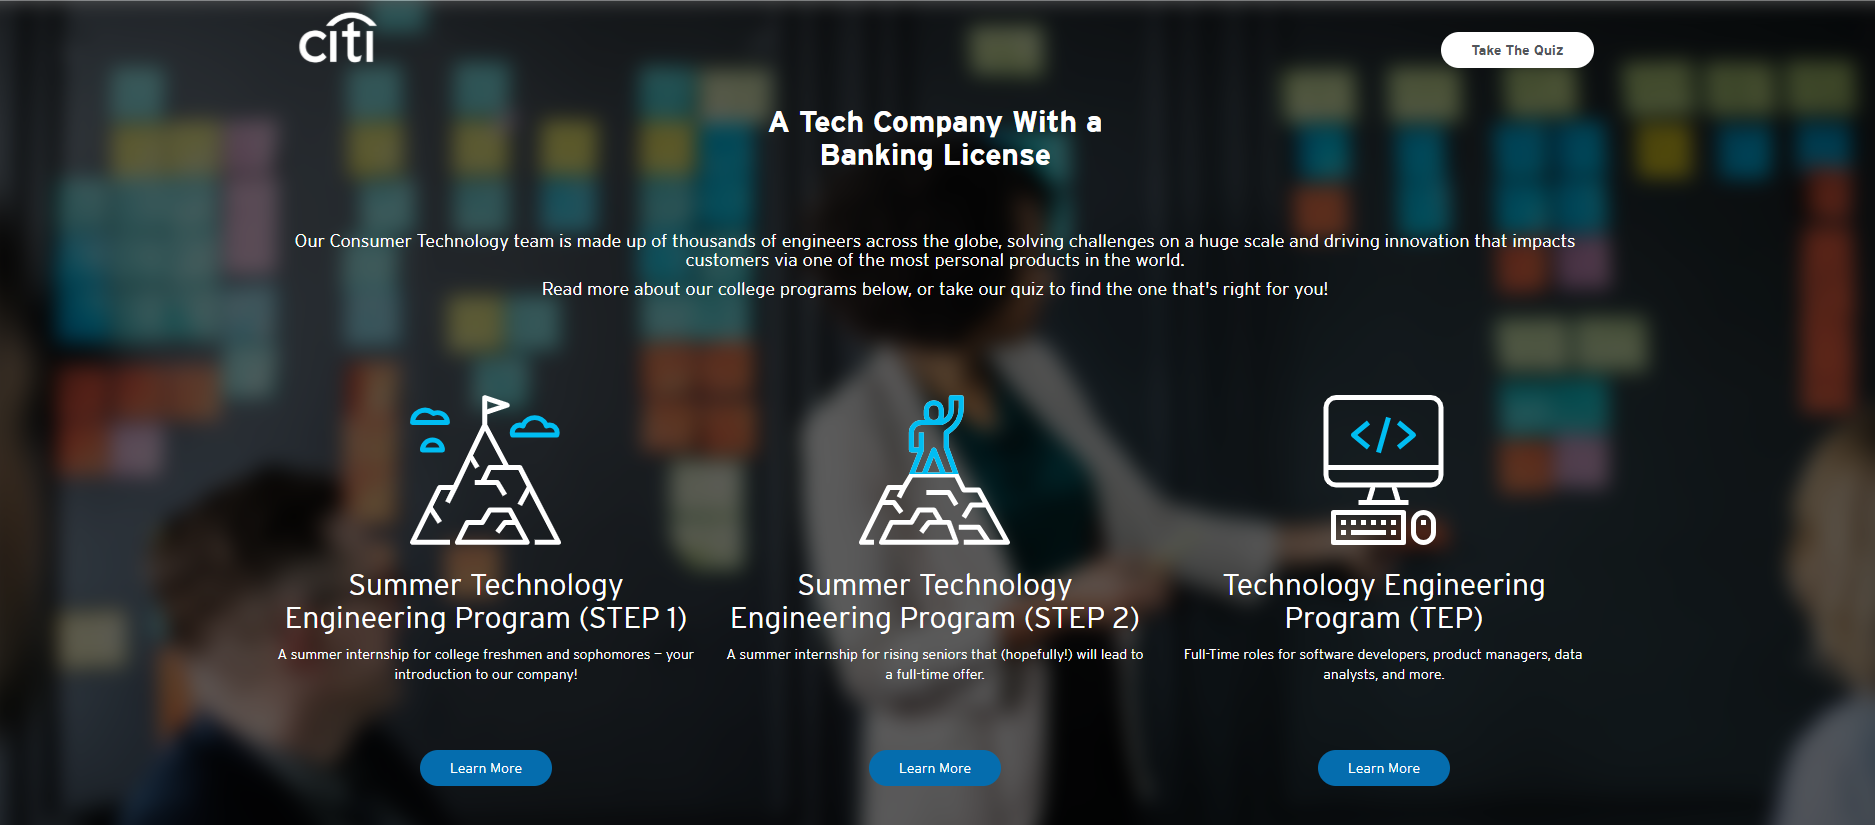 citi
Take The Quiz
A Tech Company With a
Banking License
Our Consumer Technology team is made up of thousands of engineers across the globe, solving challenges on a huge scale and driving innovation that impacts
customers via one of the most personal products in the world.
Read more about our college programs below, or take our quiz to find the one that's right for you!
Summer Technology
Engineering Program (STEP 1)
A summer internship for college freshmen and sophomores – your
introduction to our company!
Learn More
Summer Technology
Engineering Program (STEP 2)
A summer internship for rising seniors that (hopefully!) will lead to
a full-time offer.
Learn More
</>
Technology Engineering
Program (TEP)
Full-Time roles for software developers, product managers, data
analysts, and more.
Learn More